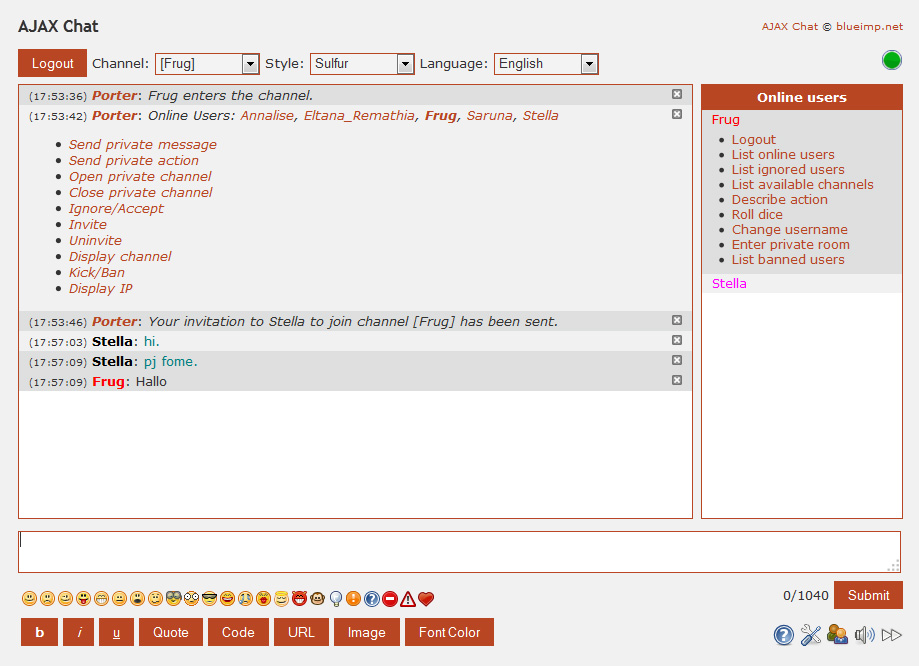 AJAX Chat
AJAX Chat © blueimp.net
Logout Channel: [Frug] Style: Sulfur Language: English
(17:53:36) Porter: Frug enters the channel.
(17:53:42) Porter: Online Users: Annalise, Eltana_Remathia, Frug, Saruna, Stella
Send private message
Send private action
Open private channel
Close private channel
Ignore/Accept
Invite
Uninvite
Display channel
Kick/Ban
Display IP
(17:53:46) Porter: Your invitation to Stella to join channel [Frug] has been sent.
(17:57:03) Stella: hi.
(17:57:09) Stella: pj fome.
(17:57:09) Frug: Hallo
Online users
Frug
Logout
List online users
List ignored users
List available channels
Describe action
Roll dice
Change username
Enter private room
List banned users
Stella
0/1040 Submit
b i u Quote Code URL Image Font Color